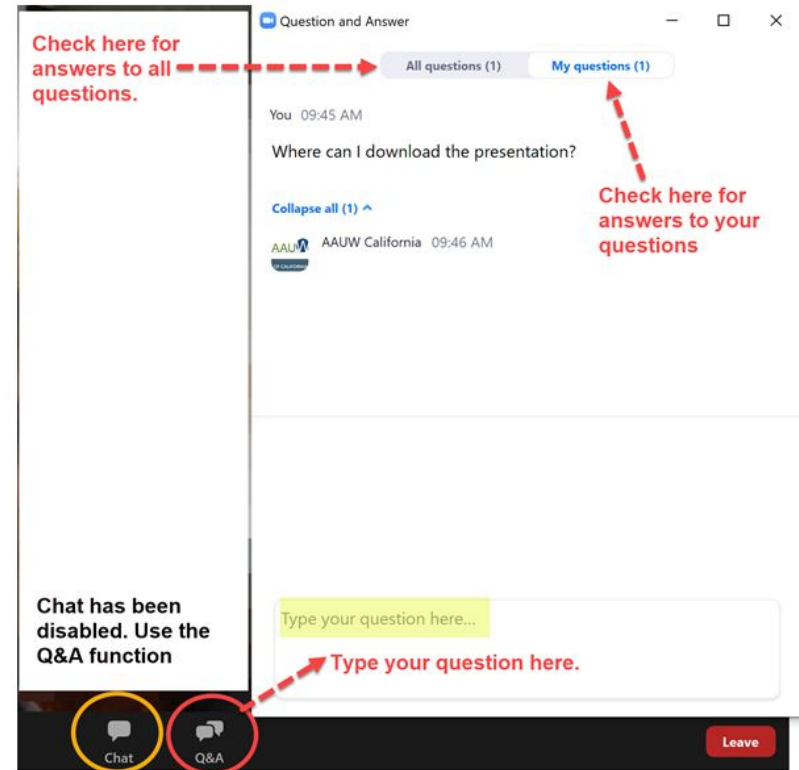 Question and Answer
Check here for
answers to all
questions.
All questions (1)
My questions (1)
You 09:45 AM
Where can I download the presentation?
Check here for
answers to your
questions
Collapse all (1)
AAUW
OF CALIFORNIA
AAUW California 09:46 AM
Chat has been
disabled. Use the
Q&A function
Type your question here...
Type your question here.
Chat
Q&A
Leave